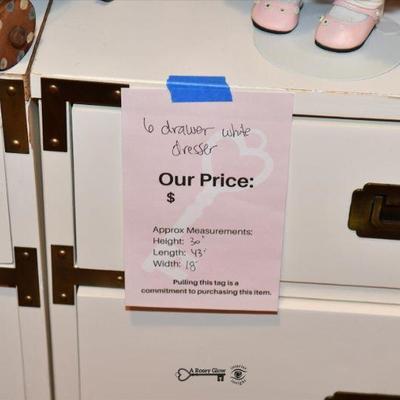 6 drawer white
dresser
Our Price:
$
Approx Measurements:
Height: 30"
Length: 43"
Width: 18"
Pulling this tag is a
commitment to purchasing this item.
A Rosey Glow